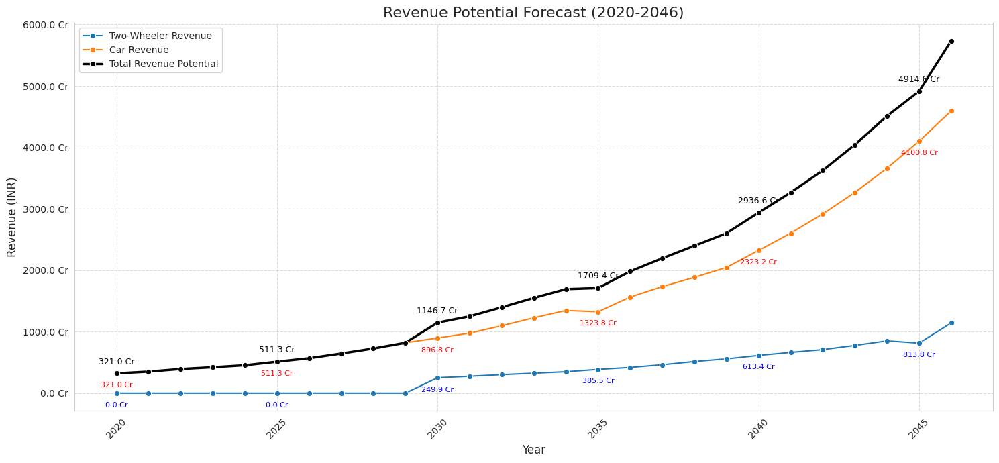 Revenue Potential Forecast (2020-2046)
Two-Wheeler Revenue
Car Revenue
Total Revenue Potential
Revenue (INR)
6000.0 Cr
5000.0 Cr
4000.0 Cr
3000.0 Cr
2000.0 Cr
1000.0 Cr
0.0 Cr
321.0 Cr
511.3 Cr
1146.7 Cr
1709.4 Cr
2936.6 Cr
4914.6 Cr
321.0 Cr
511.3 Cr
896.8 Cr
1323.8 Cr
2323.2 Cr
4100.8 Cr
0.0 Cr
0.0 Cr
249.9 Cr
385.5 Cr
613.4 Cr
813.8 Cr
2020
2025
2030
2035
2040
2045
Year